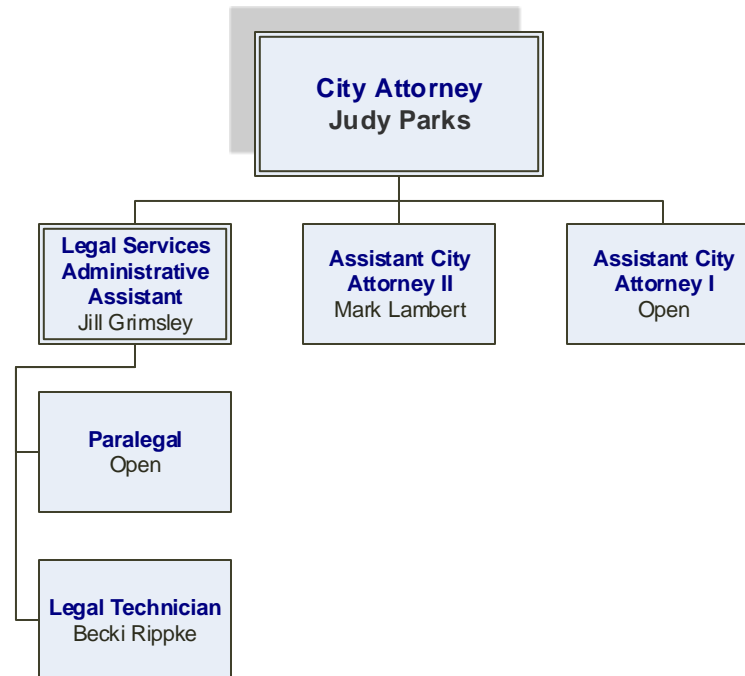 City Attorney
Judy Parks
Legal Services
Administrative
Assistant
Jill Grimsley
Assistant City
Attorney II
Mark Lambert
Assistant City
Attorney I
Open
Paralegal
Open
Legal Technician
Becki Rippke